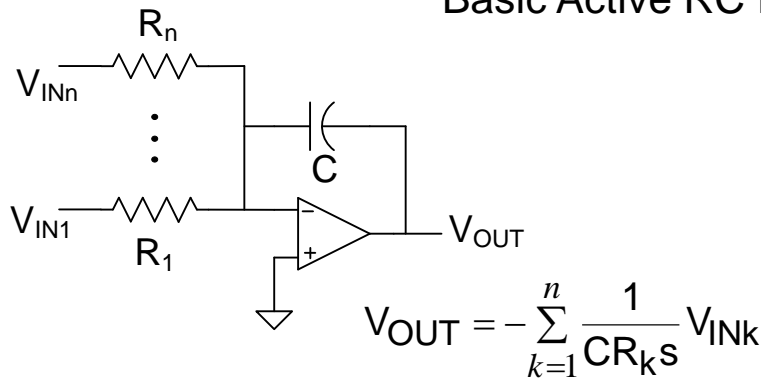 Basic Active RC
Rn
VINn
C
VIN1
R1
VOUT
VOUT = − ∑ k=1 n 1/CRks VINk